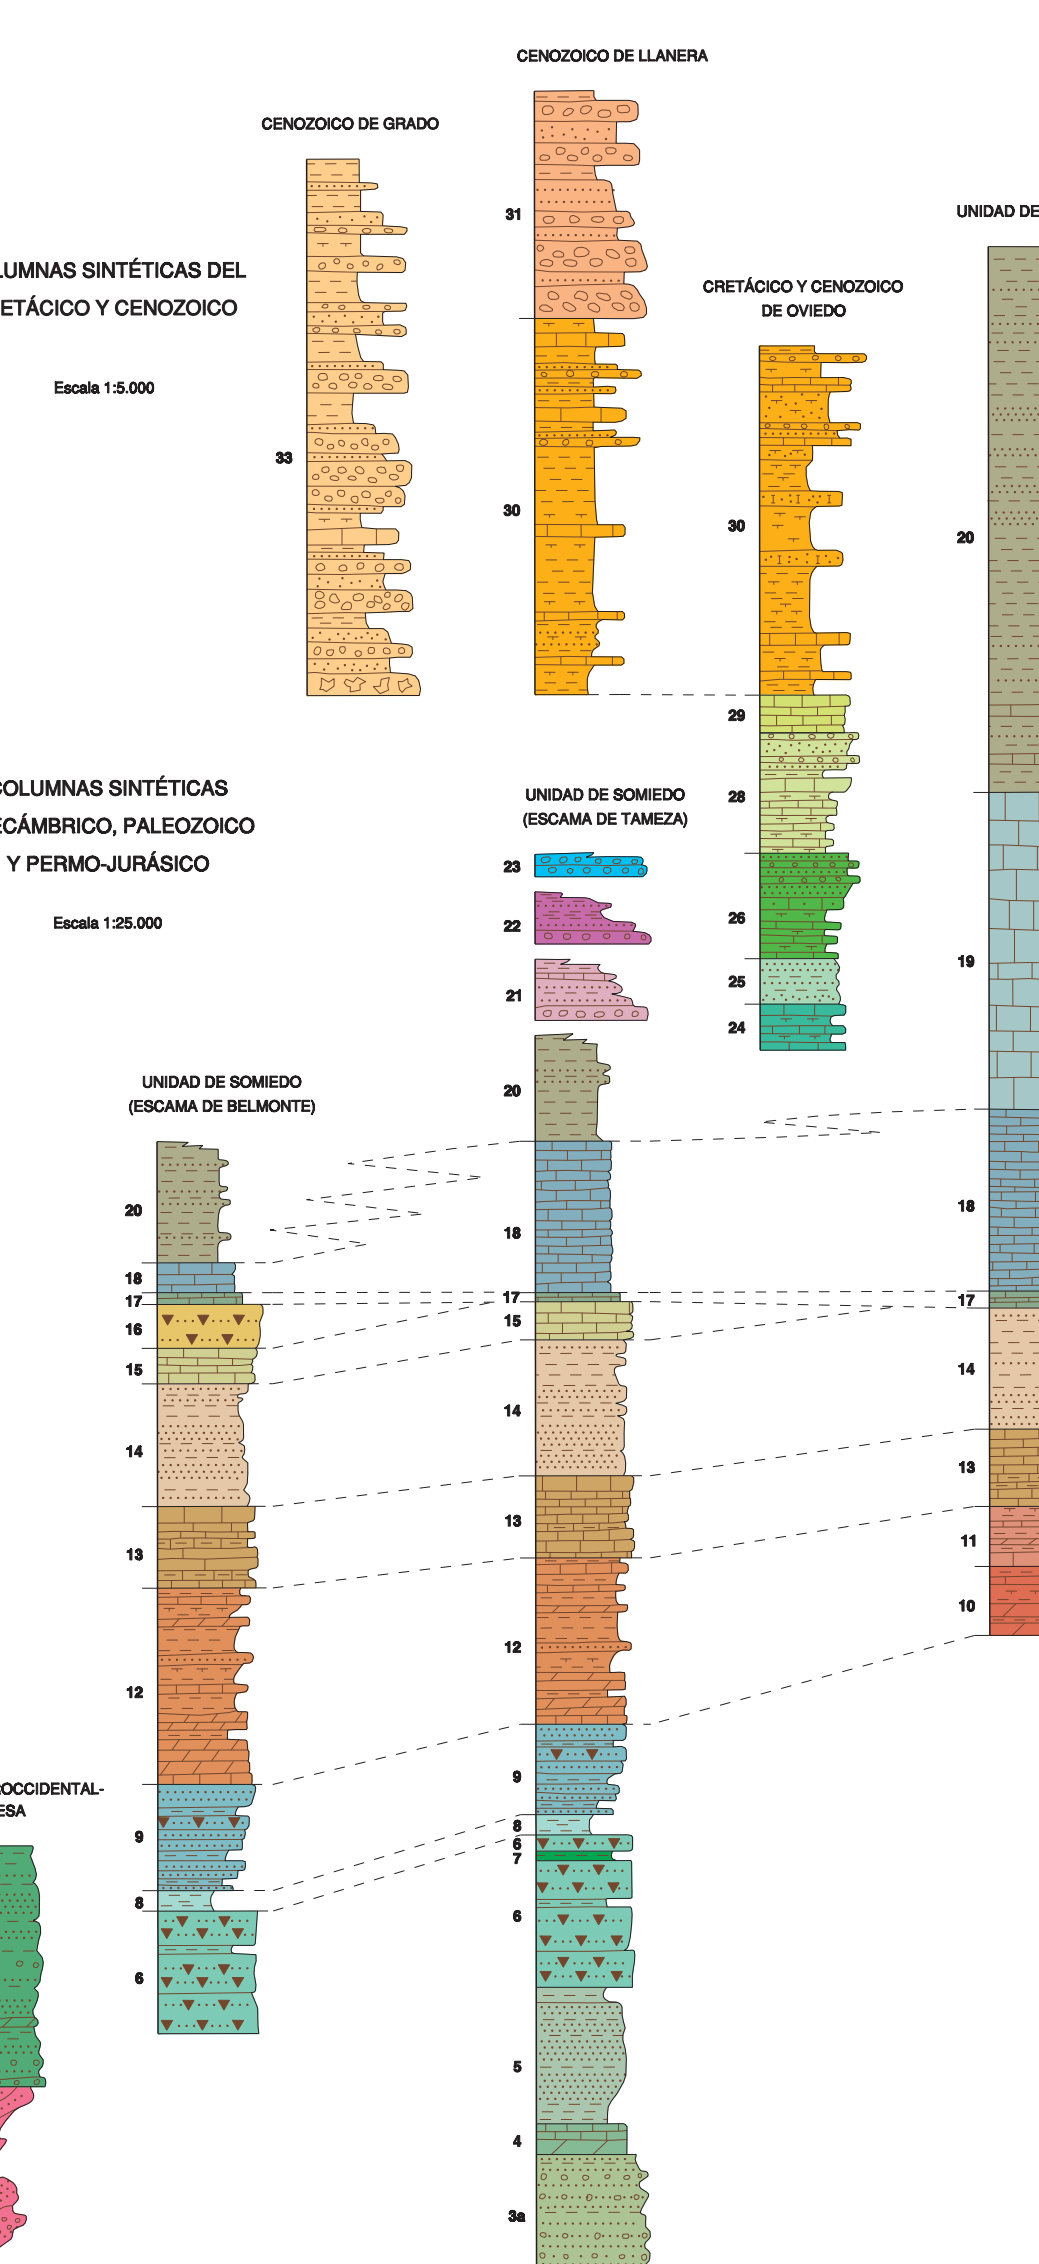 CENOZOICO DE LLANERA
CENOZOICO DE GRADO
31
UNIDAD DE
LUMNAS SINTÉTICAS DEL
ETÁCICO Y CENOZOICO
CRETÁCICO Y CENOZOICO
DE OVIEDO
Escala 1:5.000
33
30
30
20
29
COLUMNAS SINTÉTICAS
ECÁMBRICO, PALEOZOICO
Y PERMO-JURÁSICO
Escala 1:25.000
UNIDAD DE SOMIEDO
(ESCAMA DE TAMEZA)
28
23
22
21
20
26
25
24
19
UNIDAD DE SOMIEDO
(ESCAMA DE BELMONTE)
20
18
17
16
15
14
13
12
9
8
6
18
17
15
14
13
12
9
8
6
7
6
5
4
3a
18
17
14
13
11
10
OCCIDENTAL-
ESA